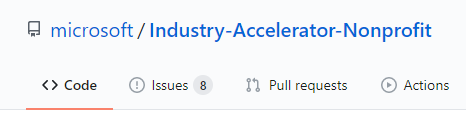 microsoft / Industry-Accelerator-Nonprofit
<> Code Issues 8 Pull requests Actions